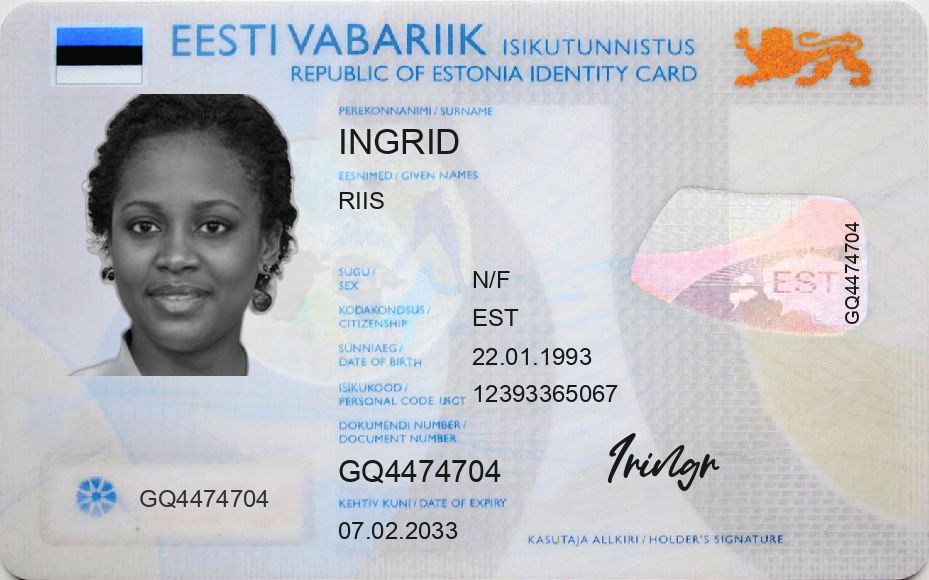 EESTI VABARIIK ISIKUTUNNISTUS
REPUBLIC OF ESTONIA IDENTITY CARD
PEREKONNANIMI / SURNAME
INGRID
EESNIMED / GIVEN NAMES
RIIS
SUGU /
SEX
N/F
KODAKONDSUS /
CITIZENSHIP
EST
SÜNNIAEG /
DATE OF BIRTH
22.01.1993
ISIKUKOOD /
PERSONAL CODE
12393365067
DOKUMENDI NUMBER /
DOCUMENT NUMBER
GQ4474704
KEHTIV KUNI / DATE OF EXPIRY
07.02.2033
GQ4474704
EST
GQ4474704
KASUTAJA ALLKIRI / HOLDER'S SIGNATURE